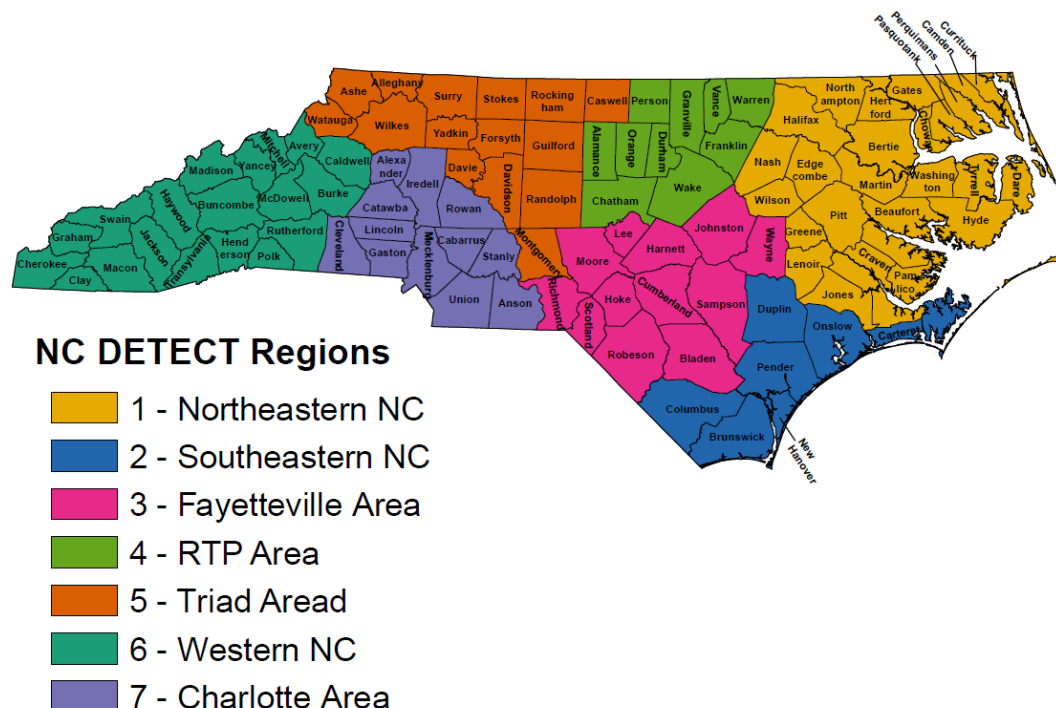 Currituck
Camden
Perquimans
Pasquotank
Ashe
Alleghany
Surry
Stokes
Rocking
ham
Caswell
Person
Granville
Vance
Warren
North
ampton
Gates
Hert
ford
Halifax
Watauga
Wilkes
Yadkin
Forsyth
Guilford
Alamance
Orange
Durham
Franklin
Bertie
Chowan
Mitchell
Avery
Caldwell
Alexa
nder
Iredell
Davie
Davidson
Randolph
Chatham
Wake
Nash
Edge
combe
Martin
Washing
ton
Tyrrell
Dare
Madison
Yancey
McDowell
Burke
Catawba
Rowan
Wilson
Pitt
Beaufort
Hyde
Swain
Haywood
Buncombe
Rutherford
Lincoln
Cabarrus
Stanly
Montgomery
Moore
Lee
Harnett
Johnston
Wayne
Greene
Lenoir
Craven
Pam
lico
Jones
Graham
Cherokee
Clay
Macon
Jackson
Transylvania
Hend
erson
Polk
Cleveland
Gaston
Mecklenburg
Union
Anson
Richmond
Scotland
Hoke
Cumberland
Sampson
Duplin
Onslow
Carteret
Robeson
Bladen
Pender
Columbus
Brunswick
New
Hanover
NC DETECT Regions
1 - Northeastern NC
2 - Southeastern NC
3 - Fayetteville Area
4 - RTP Area
5 - Triad Aread
6 - Western NC
7 - Charlotte Area